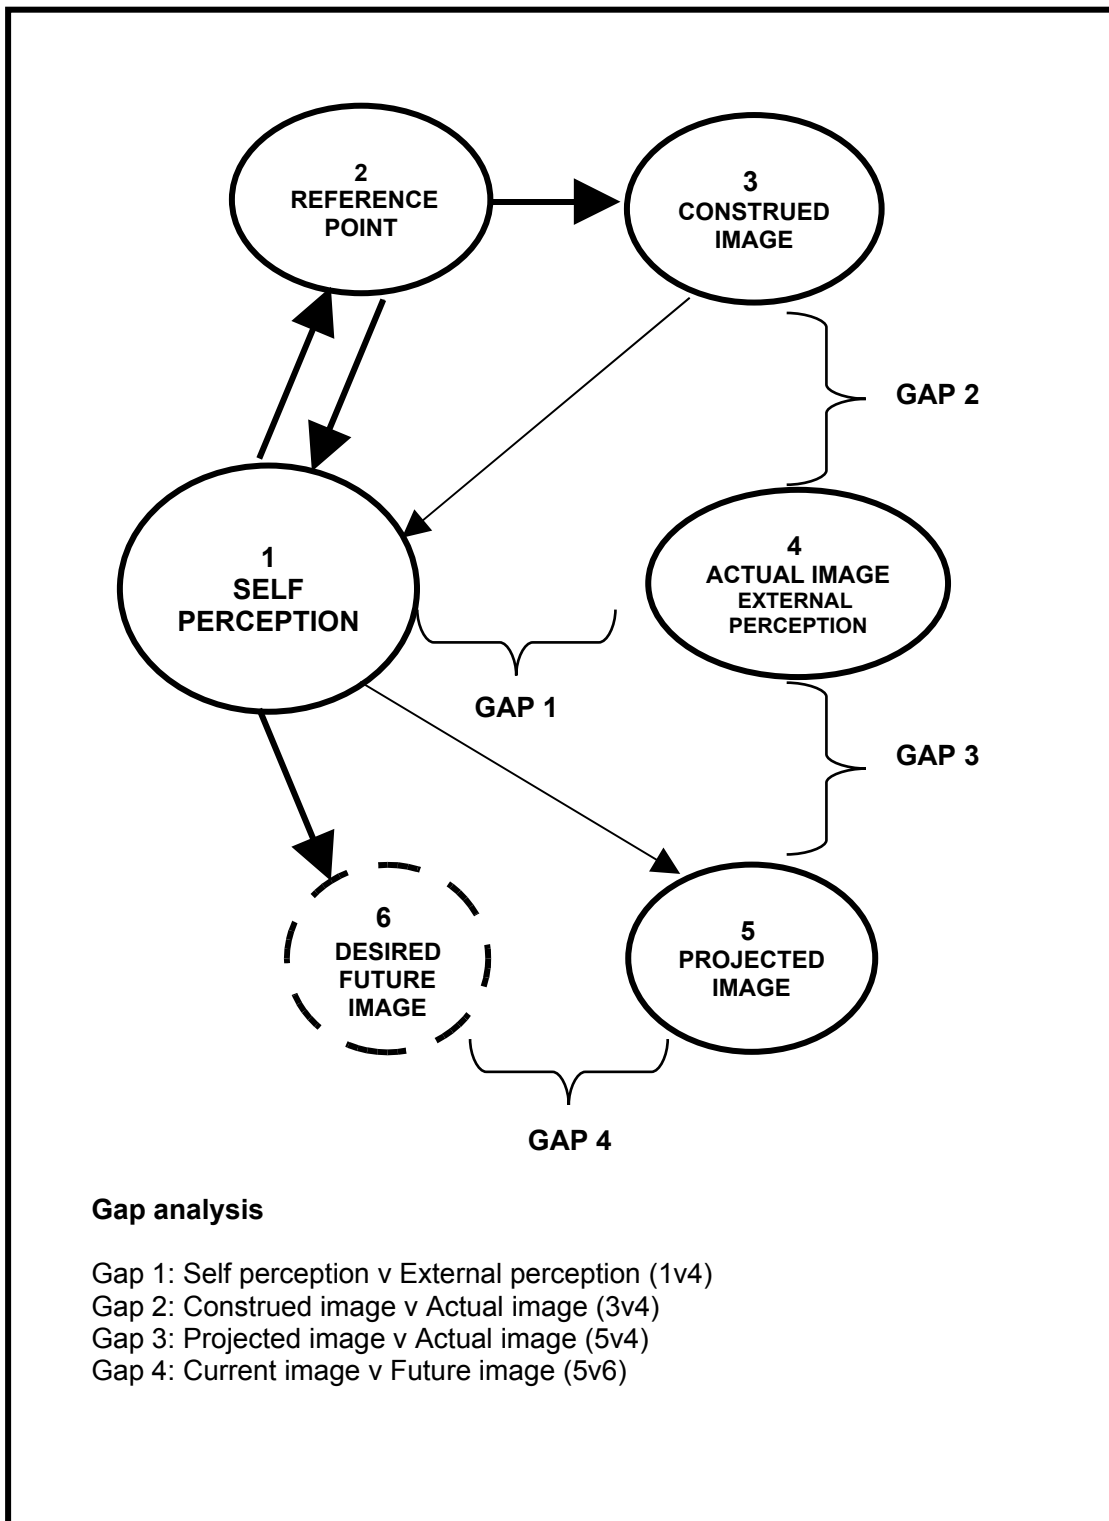 2
REFERENCE
POINT
3
CONSTRUED
IMAGE
GAP 2
1
SELF
PERCEPTION
4
ACTUAL IMAGE
EXTERNAL
PERCEPTION
GAP 1
GAP 3
6
DESIRED
FUTURE
IMAGE
5
PROJECTED
IMAGE
GAP 4
Gap analysis
Gap 1: Self perception v External perception (1v4)
Gap 2: Construed image v Actual image (3v4)
Gap 3: Projected image v Actual image (5v4)
Gap 4: Current image v Future image (5v6)